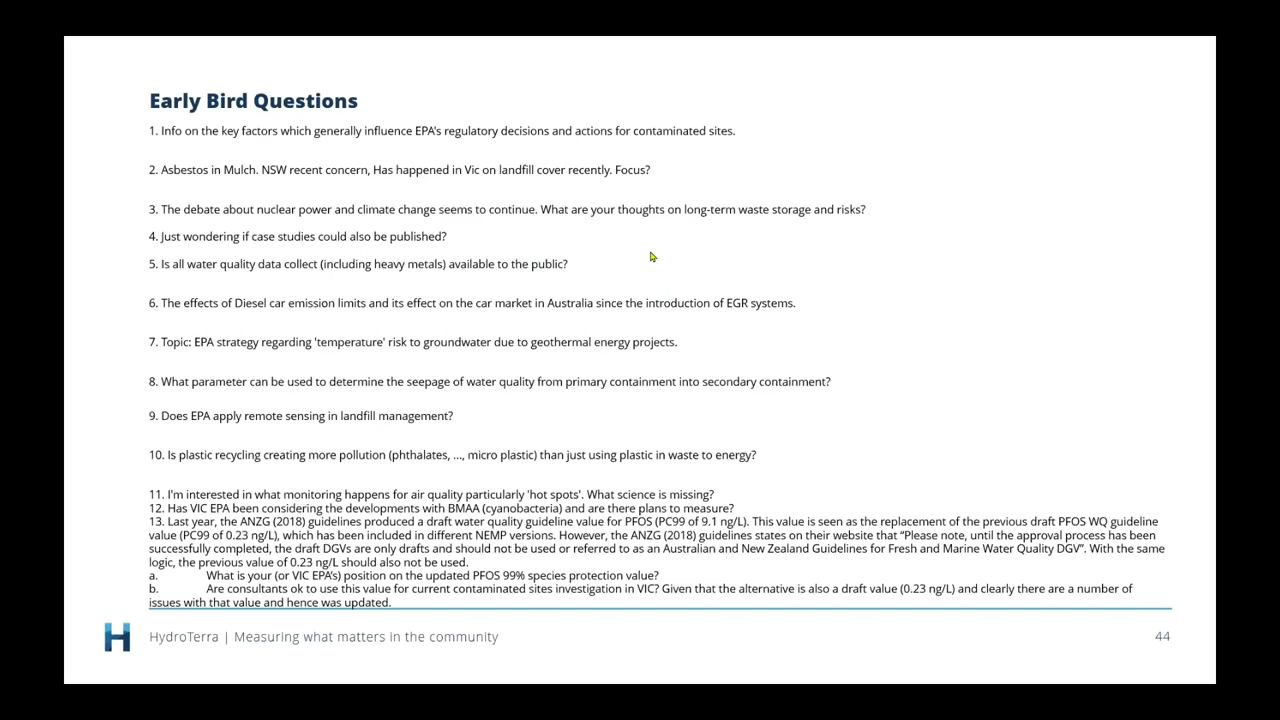 Early Bird Questions
1. Info on the key factors which generally influence EPA's regulatory decisions and actions for contaminated sites.
2. Asbestos in Mulch. NSW recent concern, Has happened in Vic on landfill cover recently. Focus?
3. The debate about nuclear power and climate change seems to continue. What are your thoughts on long-term waste storage and risks?
4. Just wondering if case studies could also be published?
5. Is all water quality data collect (including heavy metals) available to the public?
6. The effects of Diesel car emission limits and its effect on the car market in Australia since the introduction of EGR systems.
7. Topic: EPA strategy regarding 'temperature' risk to groundwater due to geothermal energy projects.
8. What parameter can be used to determine the seepage of water quality from primary containment into secondary containment?
9. Does EPA apply remote sensing in landfill management?
10. Is plastic recycling creating more pollution (phthalates, ..., micro plastic) than just using plastic in waste to energy?
11. I'm interested in what monitoring happens for air quality particularly 'hot spots'. What science is missing?
12. Has VIC EPA been considering the developments with BMAA (cyanobacteria) and are there plans to measure?
13. Last year, the ANZG (2018) guidelines produced a draft water quality guideline value for PFOS (PC99 of 9.1 ng/L). This value is seen as the replacement of the previous draft PFOS WQ guideline
value (PC99 of 0.23 ng/L), which has been included in different NEMP versions. However, the ANZG (2018) guidelines states on their website that “Please note, until the approval process has been
successfully completed, the draft DGVs are only drafts and should not be used or referred to as an Australian and New Zealand Guidelines for Fresh and Marine Water Quality DGV”. With the same
logic, the previous value of 0.23 ng/L should also not be used.
a. What is your (or VIC EPA’s) position on the updated PFOS 99% species protection value?
b. Are consultants ok to use this value for current contaminated sites investigation in VIC? Given that the alternative is also a draft value (0.23 ng/L) and clearly there are a number of
issues with that value and hence was updated.
H HydroTerra | Measuring what matters in the community 44